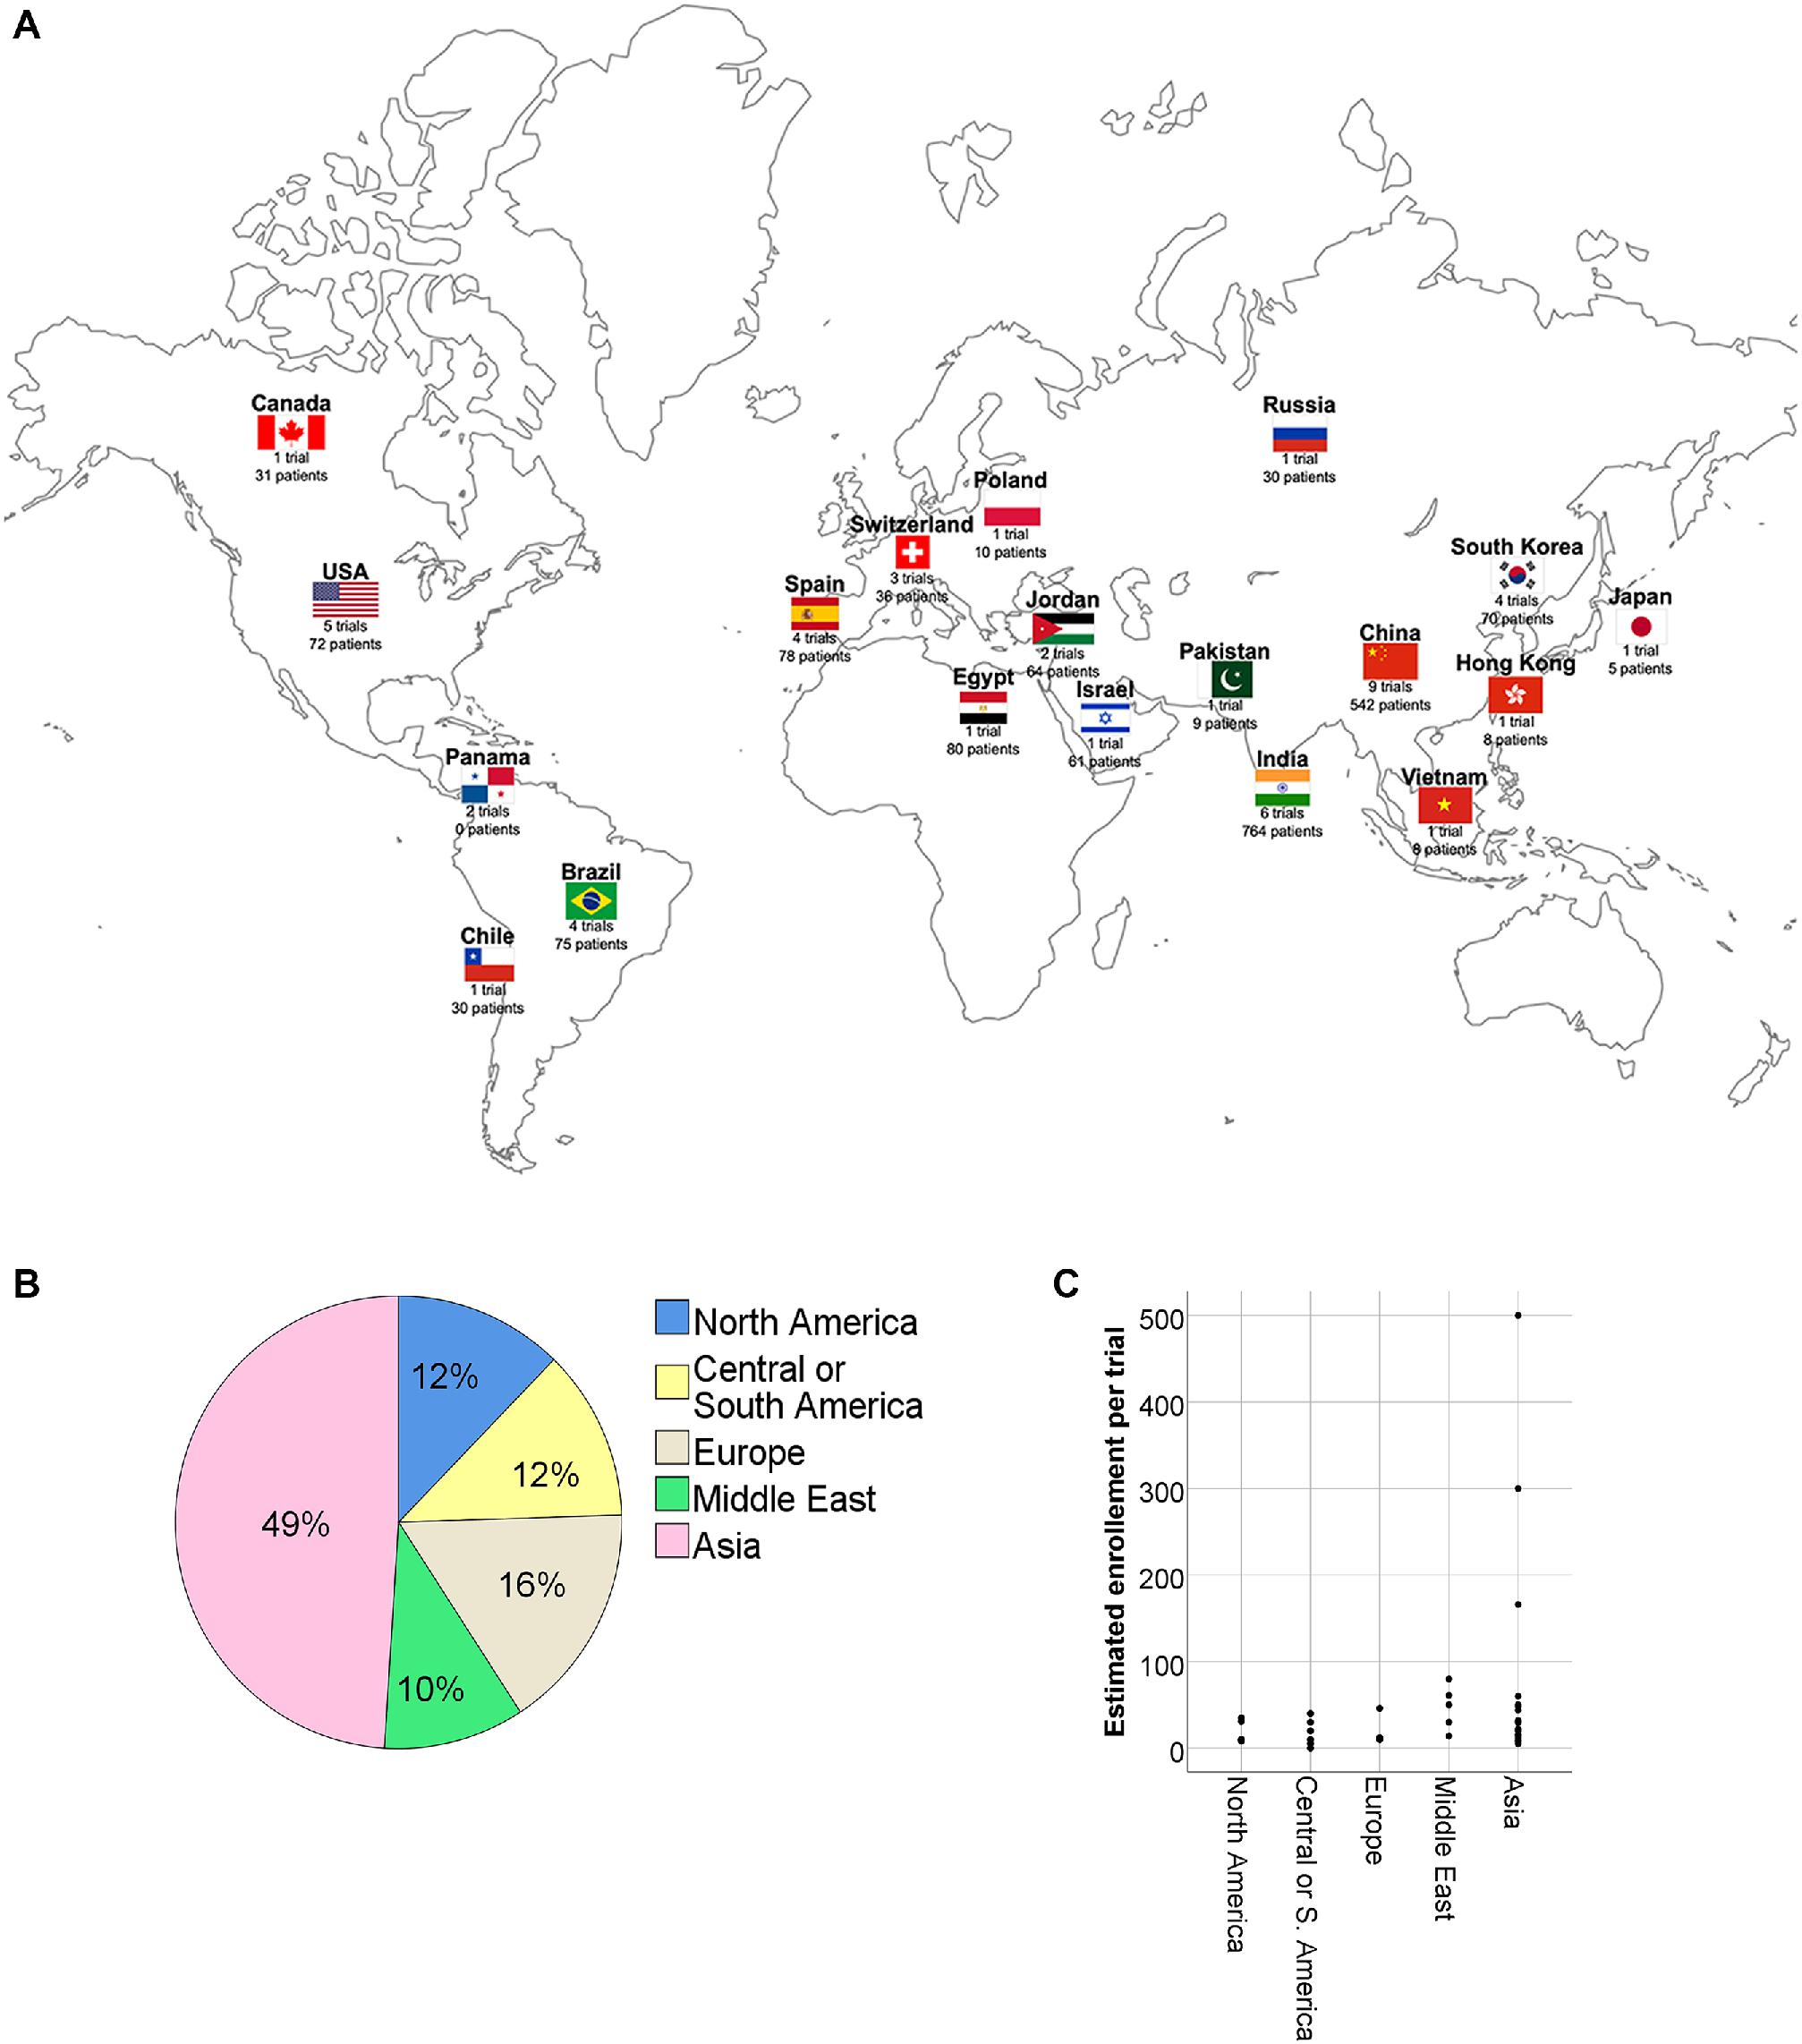 A
Canada
1 trial
31 patients
Russia
1 trial
30 patients
Poland
1 trial
10 patients
Switzerland
3 trials
36 patients
USA
5 trials
72 patients
Spain
4 trials
78 patients
Jordan
2 trials
64 patients
South Korea
4 trials
70 patients
Japan
1 trial
5 patients
China
9 trials
542 patients
Pakistan
1 trial
9 patients
Hong Kong
1 trial
8 patients
Egypt
1 trial
80 patients
Israel
1 trial
61 patients
India
6 trials
764 patients
Vietnam
1 trial
8 patients
Panama
2 trials
0 patients
Brazil
4 trials
75 patients
Chile
1 trial
30 patients
B
12%
12%
16%
10%
49%
North America
Central or
South America
Europe
Middle East
Asia
C
Estimated enrollement per trial
500
400
300
200
100
0
North America
Central or S. America
Europe
Middle East
Asia